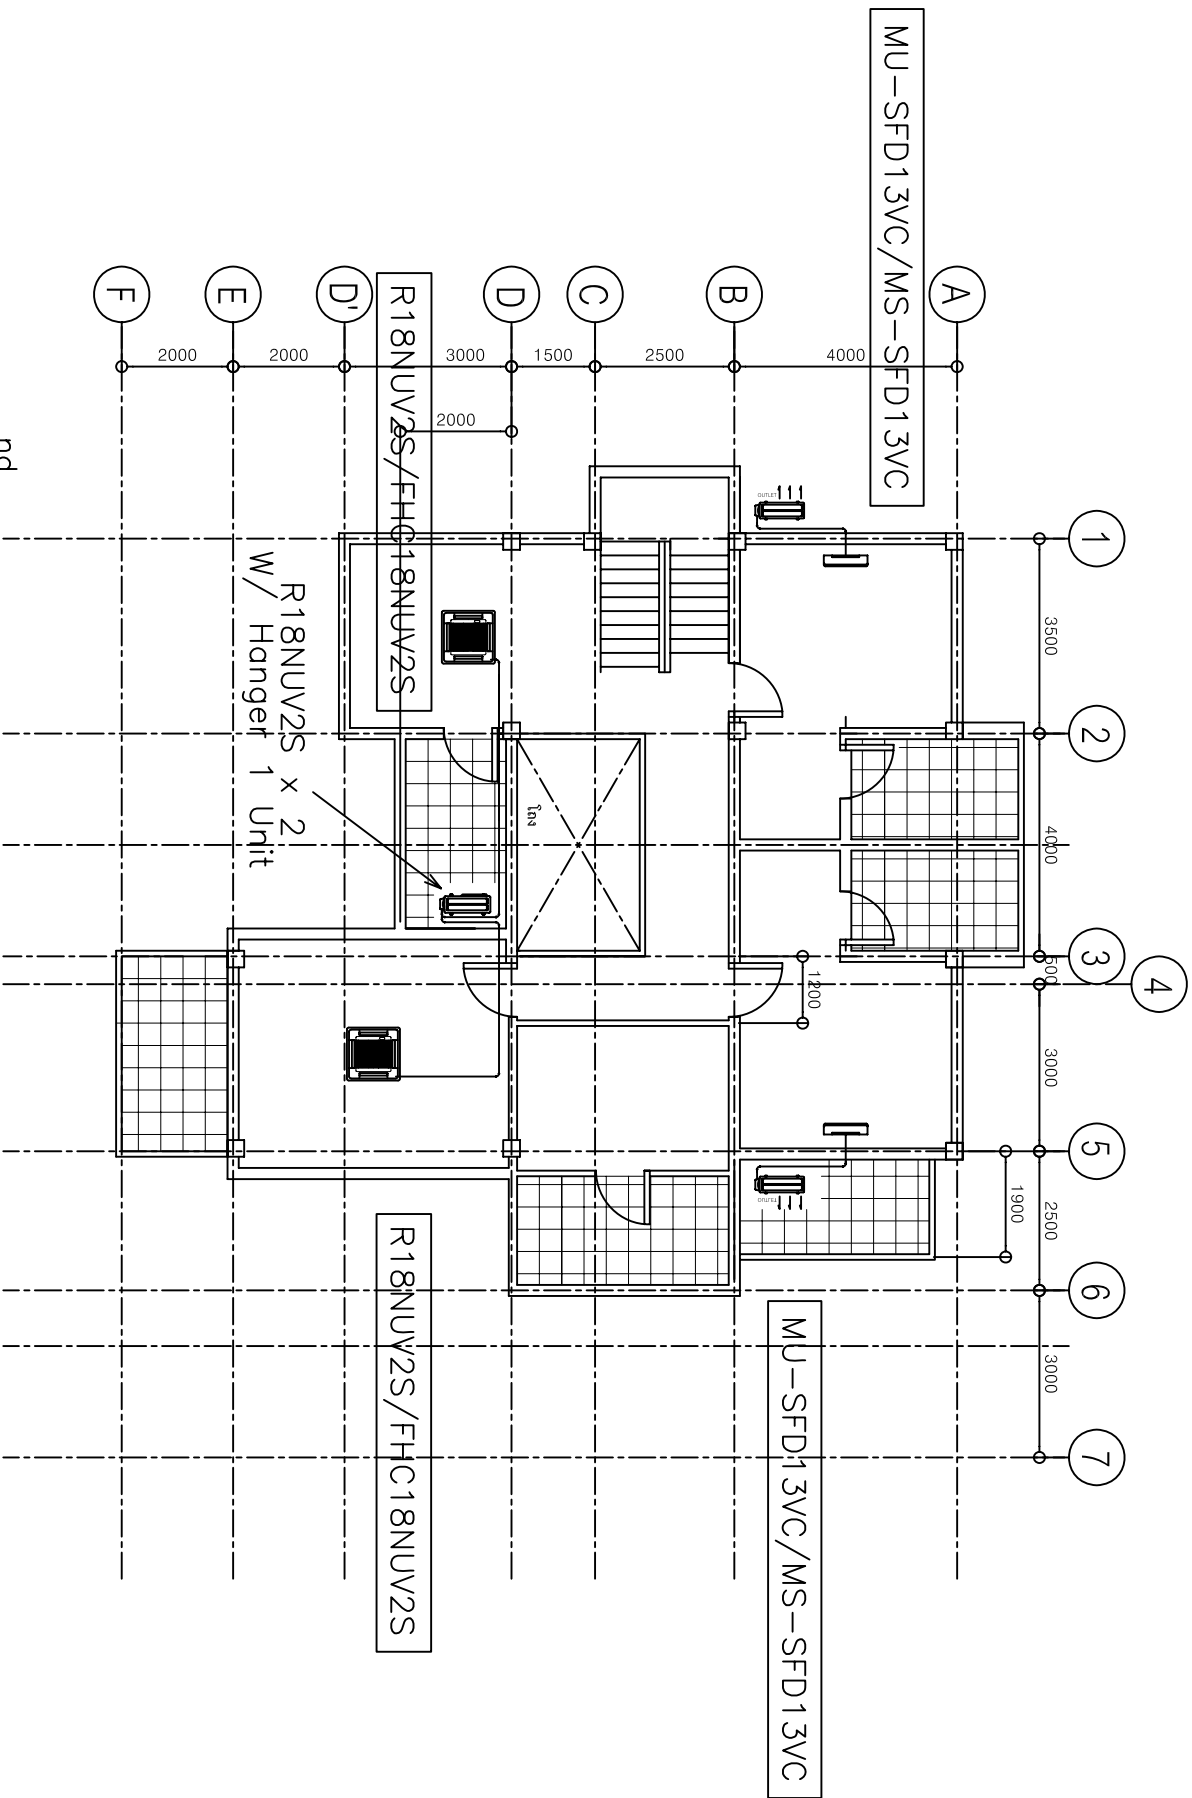 MU-SFD13VC/MS-SFD13VC
R18NUV2S/FHC18NUV2S
R18NUV2S x 2
W/ Hanger 1 Unit
R18NUV2S/FHC18NUV2S
MU-SFD13VC/MS-SFD13VC
A
B
C
D
D'
E
F
4000
2500
1500
3000
2000
2000
2000
1
2
3
4
5
6
7
3500
4000
500
3000
2500
3000
1200
1900
โถง
OUTLET
OUTLET
nd